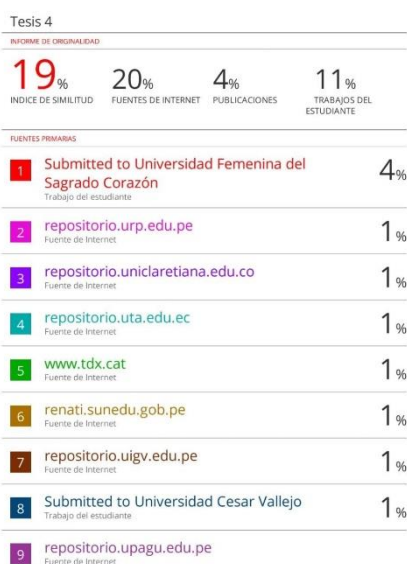 Tesis 4
INFORME DE ORIGINALIDAD
19% 20% 4% 11%
INDICE DE SIMILITUD FUENTES DE INTERNET PUBLICACIONES TRABAJOS DEL
ESTUDIANTE
FUENTES PRIMARIAS
1 Submitted to Universidad Femenina del
Sagrado Corazón 4%
Trabajo del estudiante
2 repositorio.urp.edu.pe 1%
Fuente de Internet
3 repositorio.uniclaretiana.edu.co 1%
Fuente de Internet
4 repositorio.uta.edu.ec 1%
Fuente de Internet
5 www.tdx.cat 1%
Fuente de Internet
6 renati.sunedu.gob.pe 1%
Fuente de Internet
7 repositorio.uigv.edu.pe 1%
Fuente de Internet
8 Submitted to Universidad Cesar Vallejo 1%
Trabajo del estudiante
9 repositorio.upagu.edu.pe
Fuente de Internet